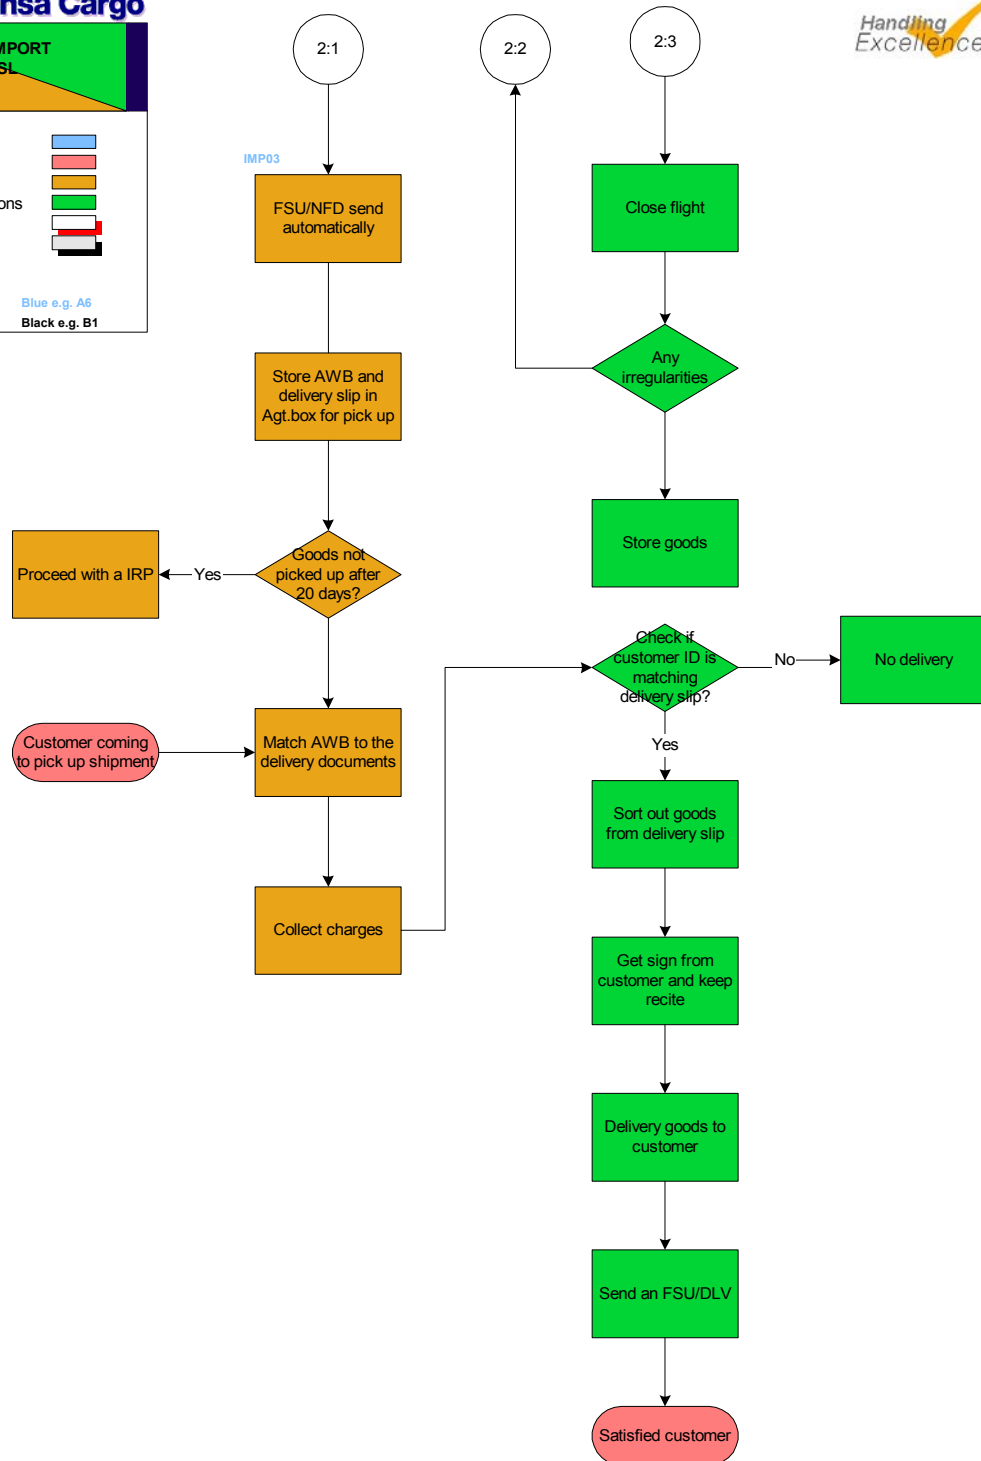 Cargo
2:1
2:2
2:3
Handling
Excellence
IMP03
Blue e.g. A6
Black e.g. B1
FSU/NFD send
automatically
Store AWB and
delivery slip in
Agt.box for pick up
Goods not
picked up after
20 days?
Yes
Proceed with a IRP
Customer coming
to pick up shipment
Match AWB to the
delivery documents
Collect charges
Close flight
Any
irregularities
Store goods
Check if
customer ID is
matching
delivery slip?
No
No delivery
Yes
Sort out goods
from delivery slip
Get sign from
customer and keep
recite
Delivery goods to
customer
Send an FSU/DLV
Satisfied customer